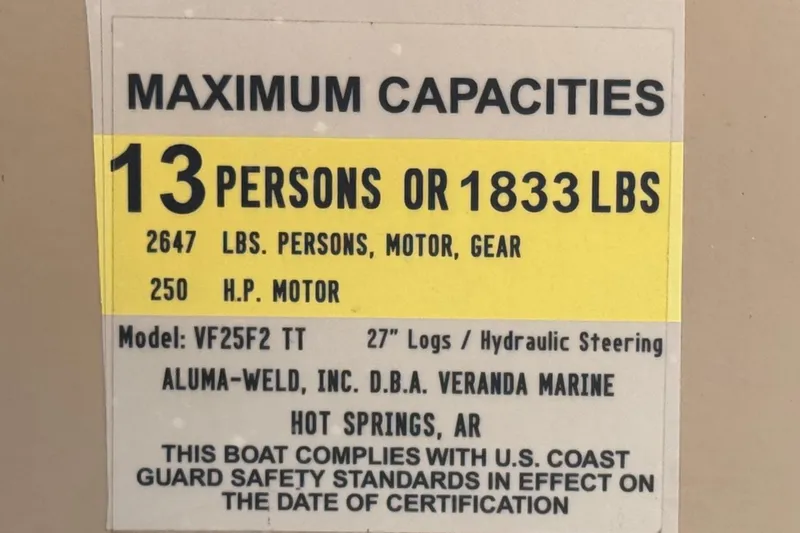 MAXIMUM CAPACITIES
13 PERSONS OR 1833 LBS
2647 LBS. PERSONS, MOTOR, GEAR
250 H.P. MOTOR
Model: VF25F2 TT 27" Logs / Hydraulic Steering
ALUMA-WELD, INC. D.B.A. VERANDA MARINE
HOT SPRINGS, AR
THIS BOAT COMPLIES WITH U.S. COAST
GUARD SAFETY STANDARDS IN EFFECT ON
THE DATE OF CERTIFICATION